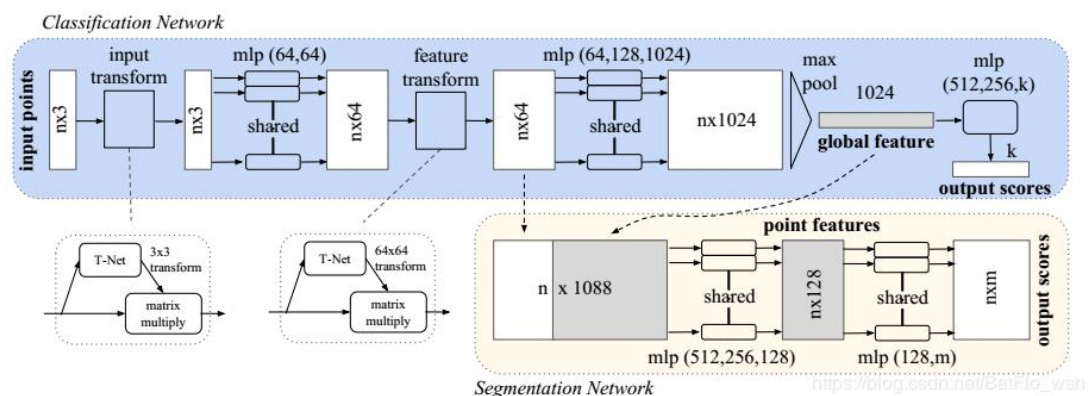 Classification Network
input points
nx3
input
transform
nx3
mlp (64,64)
shared
nx64
feature
transform
nx64
mlp (64,128,1024)
shared
nx1024
max
pool
1024
global feature
mlp
(512,256,k)
k
output scores
T-Net
3x3
transform
matrix
multiply
T-Net
64x64
transform
matrix
multiply
point features
n x 1088
shared
mlp (512,256,128)
nx128
shared
mlp (128,m)
nxm
output scores
Segmentation Network
https://blog.csdn.net/BatFlo_wsh